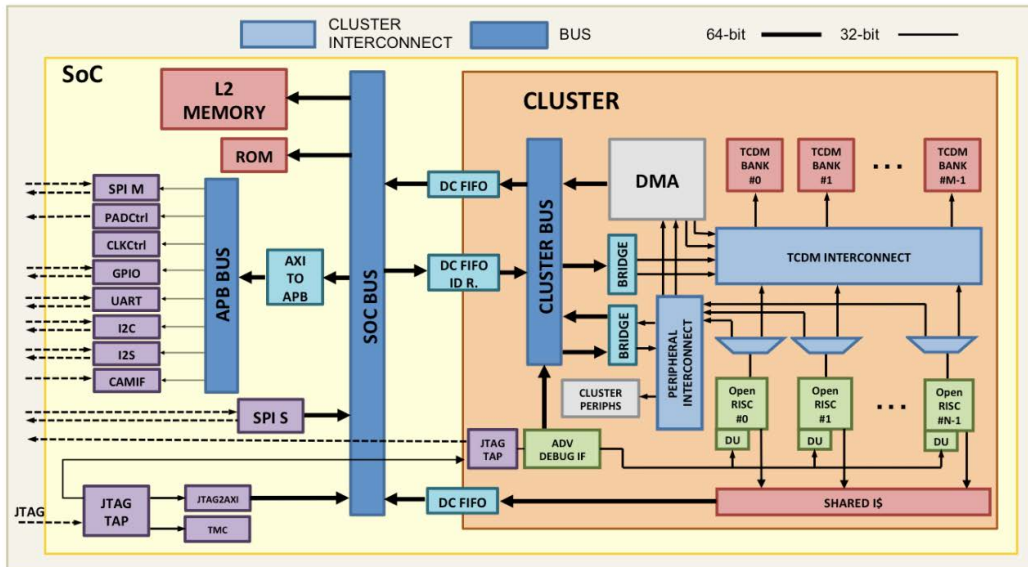 CLUSTER
INTERCONNECT
BUS
64-bit
32-bit
SoC
L2
MEMORY
ROM
SPI M
PADCtrl
CLKCtrl
GPIO
UART
I2C
I2S
CAMIF
APB BUS
AXI
TO
APB
SPI S
JTAG
JTAG
TAP
JTAG2AXI
TMC
SOC BUS
DC FIFO
DC FIFO
ID R.
DC FIFO
CLUSTER
CLUSTER BUS
DMA
BRIDGE
BRIDGE
CLUSTER
PERIPHS
PERIPHERAL
INTERCONNECT
JTAG
TAP
ADV
DEBUG IF
TCDM
BANK
#0
TCDM
BANK
#1
...
TCDM
BANK
#M-1
TCDM INTERCONNECT
Open
RISC
#0
DU
Open
RISC
#1
DU
...
Open
RISC
#N-1
DU
SHARED I$